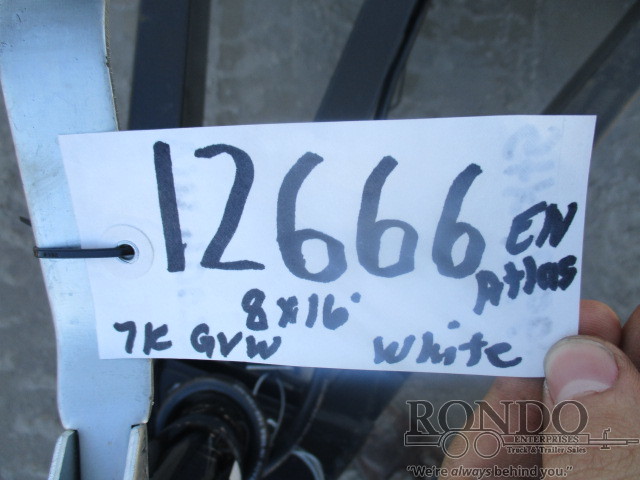 12666 EN
Atlas
8x16'
7K GVW White
RONDO
ENTERPRISES
Truck & Trailer Sales
"We're always behind you."